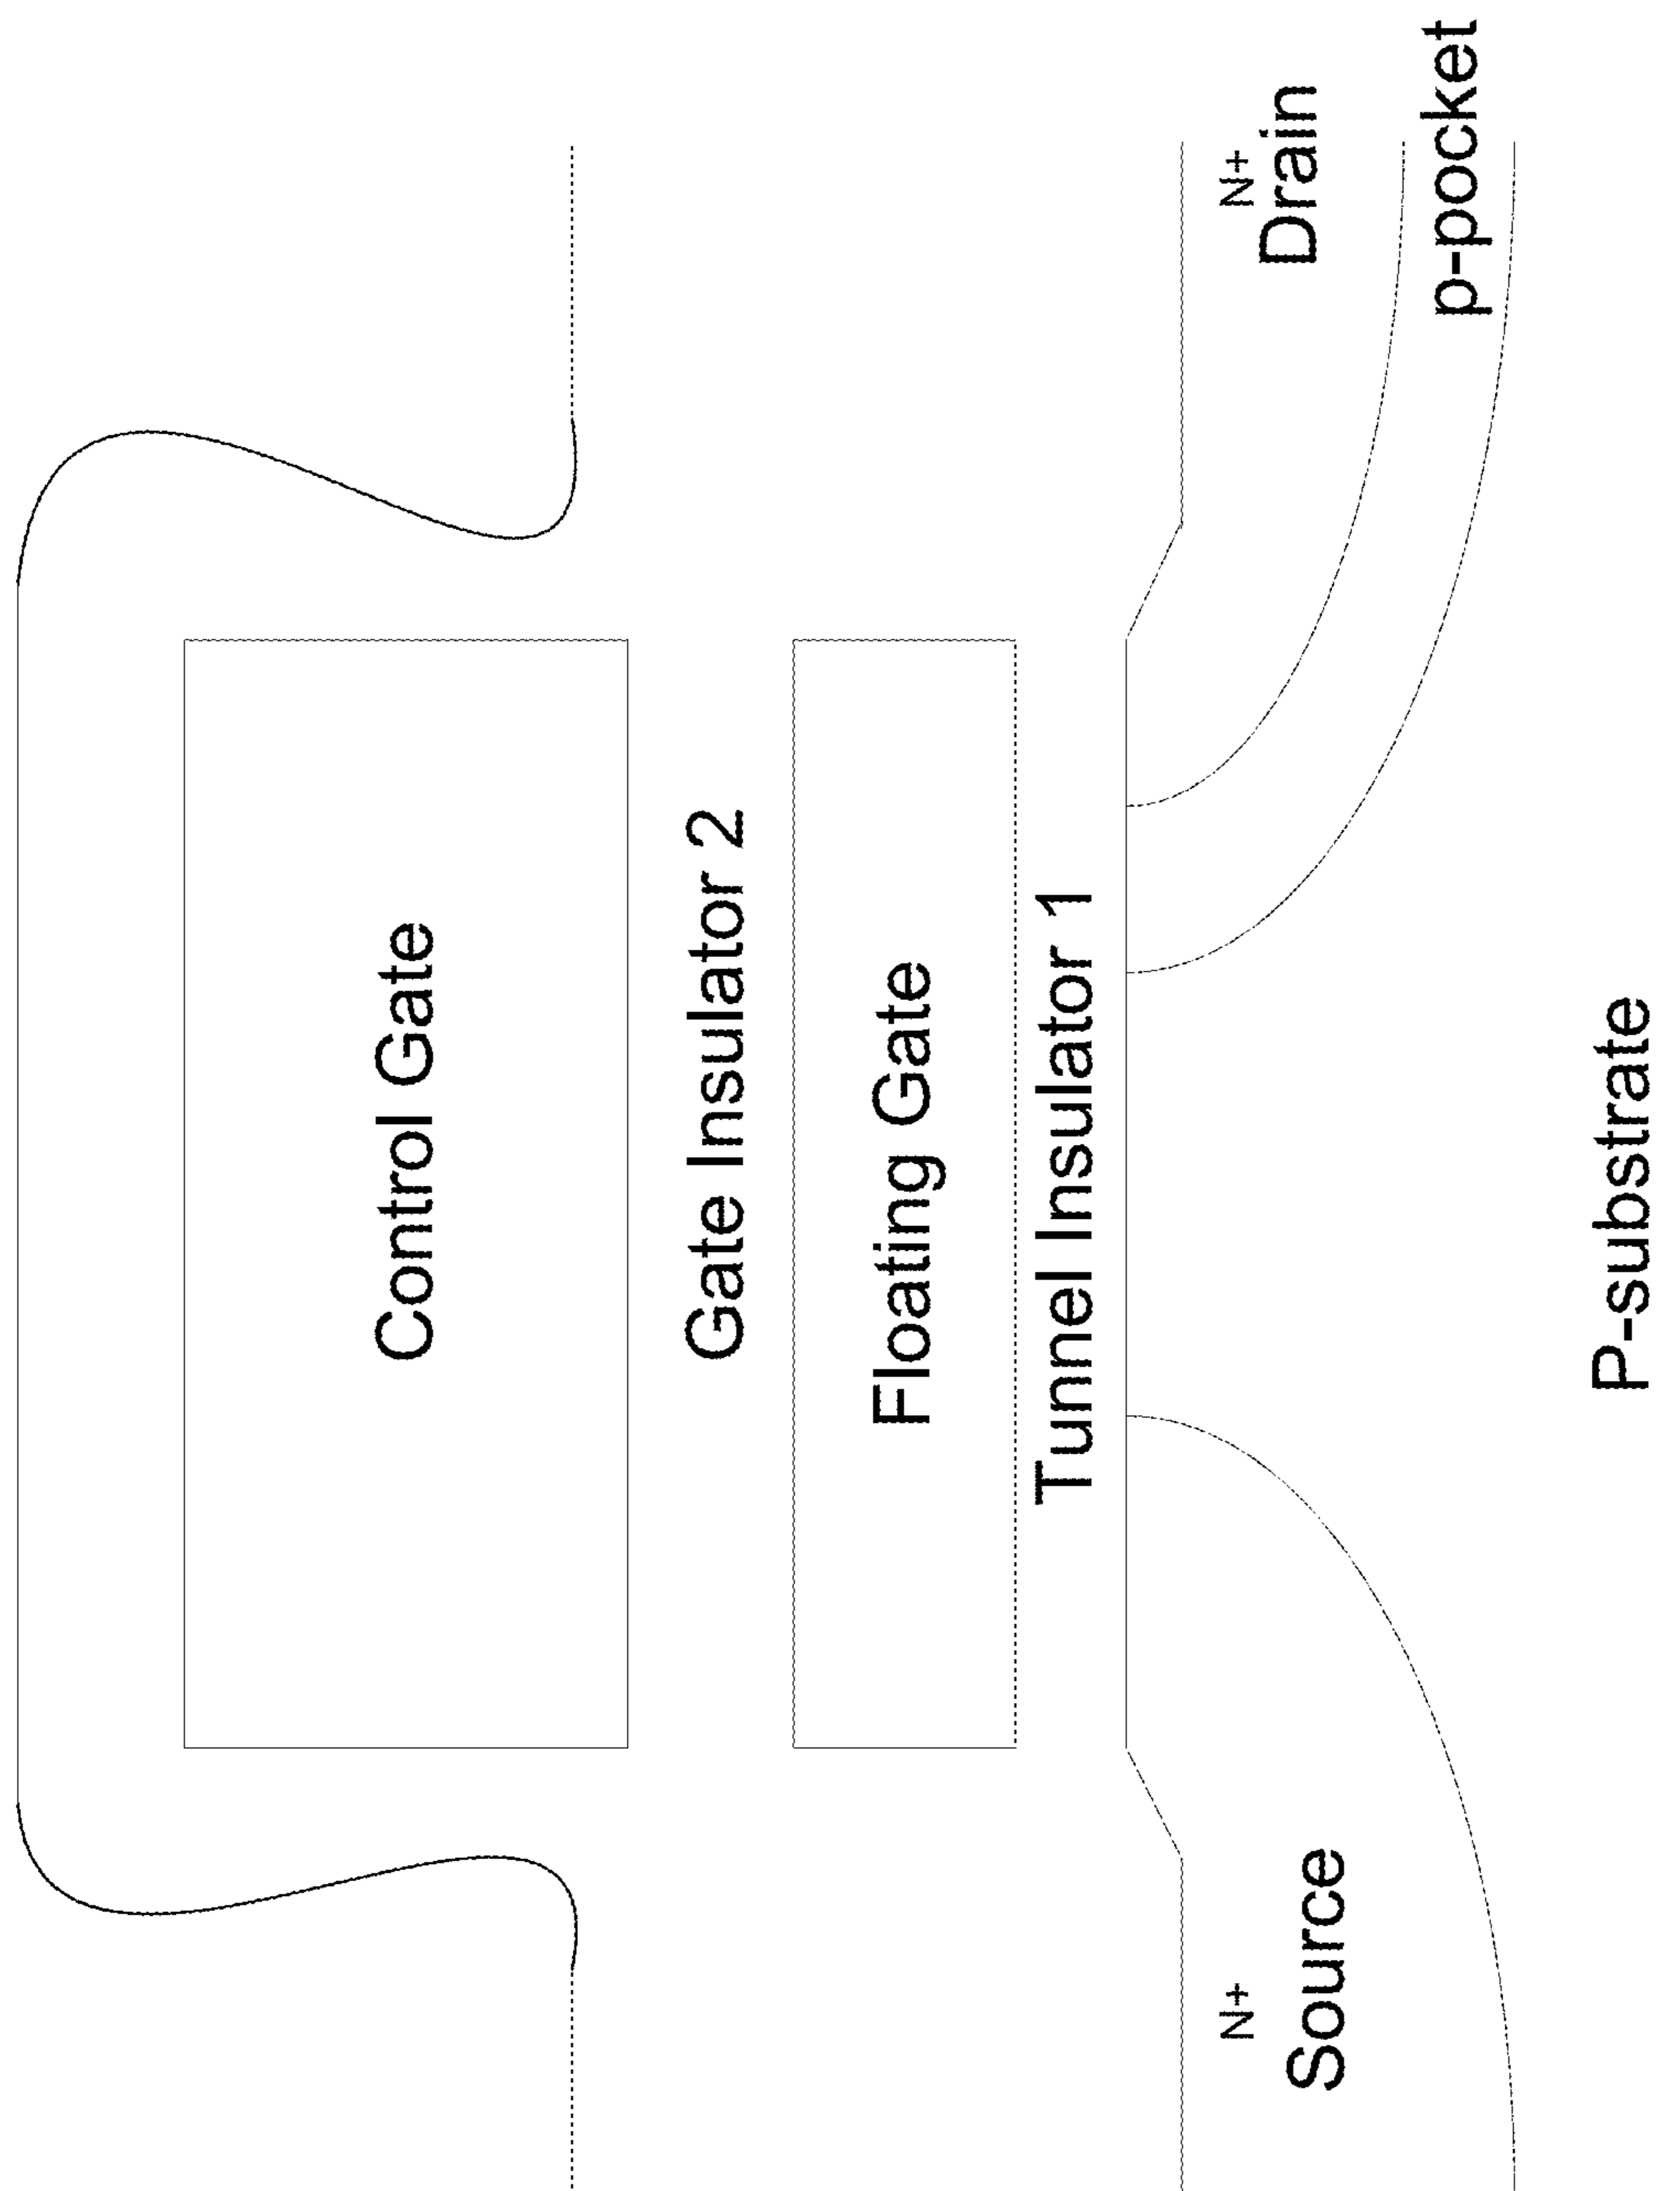 Control Gate
Gate Insulator 2
Floating Gate
Tunnel Insulator 1
N+
Source
N+
Drain
p-pocket
P-substrate